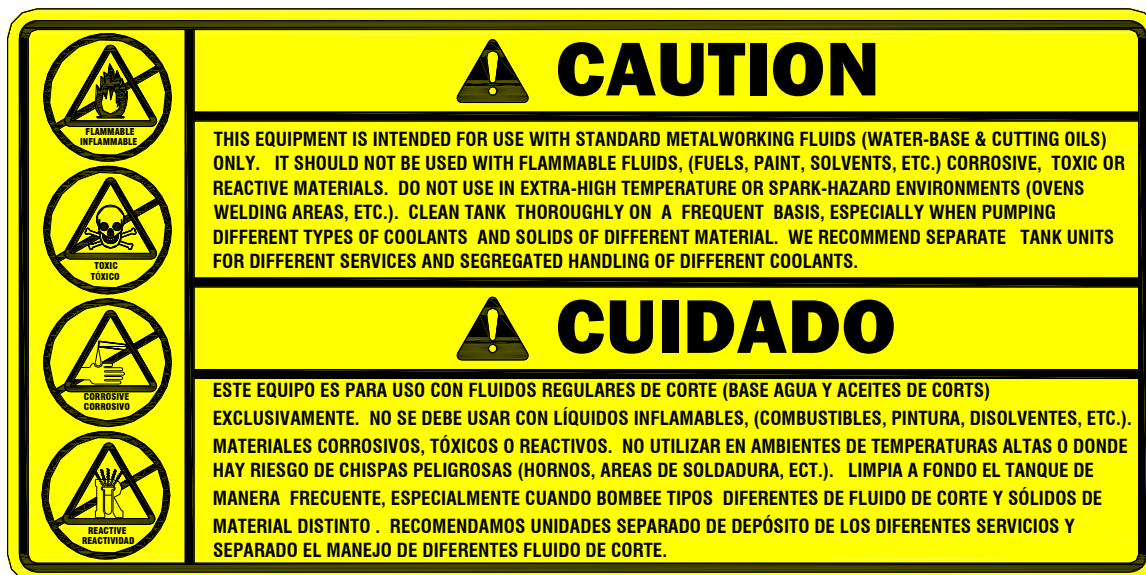 FLAMMABLE
INFLAMMABLE
TOXIC
TÓXICO
CORROSIVE
CORROSIVO
REACTIVE
REACTIVIDAD
CAUTION
THIS EQUIPMENT IS INTENDED FOR USE WITH STANDARD METALWORKING FLUIDS (WATER-BASE & CUTTING OILS)
ONLY. IT SHOULD NOT BE USED WITH FLAMMABLE FLUIDS, (FUELS, PAINT, SOLVENTS, ETC.) CORROSIVE, TOXIC OR
REACTIVE MATERIALS. DO NOT USE IN EXTRA-HIGH TEMPERATURE OR SPARK-HAZARD ENVIRONMENTS (OVENS
WELDING AREAS, ETC.). CLEAN TANK THOROUGHLY ON A FREQUENT BASIS, ESPECIALLY WHEN PUMPING
DIFFERENT TYPES OF COOLANTS AND SOLIDS OF DIFFERENT MATERIAL. WE RECOMMEND SEPARATE TANK UNITS
FOR DIFFERENT SERVICES AND SEGREGATED HANDLING OF DIFFERENT COOLANTS.
CUIDADO
ESTE EQUIPO ES PARA USO CON FLUIDOS REGULARES DE CORTE (BASE AGUA Y ACEITES DE CORTS)
EXCLUSIVAMENTE. NO SE DEBE USAR CON LÍQUIDOS INFLAMABLES, (COMBUSTIBLES, PINTURA, DISOLVENTES, ETC.).
MATERIALES CORROSIVOS, TÓXICOS O REACTIVOS. NO UTILIZAR EN AMBIENTES DE TEMPERATURAS ALTAS O DONDE
HAY RIESGO DE CHISPAS PELIGROSAS (HORNOS, AREAS DE SOLDADURA, ECT.). LIMPIA A FONDO EL TANQUE DE
MANERA FRECUENTE, ESPECIALMENTE CUANDO BOMBEE TIPOS DIFERENTES DE FLUIDO DE CORTE Y SÓLIDOS DE
MATERIAL DISTINTO . RECOMENDAMOS UNIDADES SEPARADO DE DEPÓSITO DE LOS DIFERENTES SERVICIOS Y
SEPARADO EL MANEJO DE DIFERENTES FLUIDO DE CORTE.